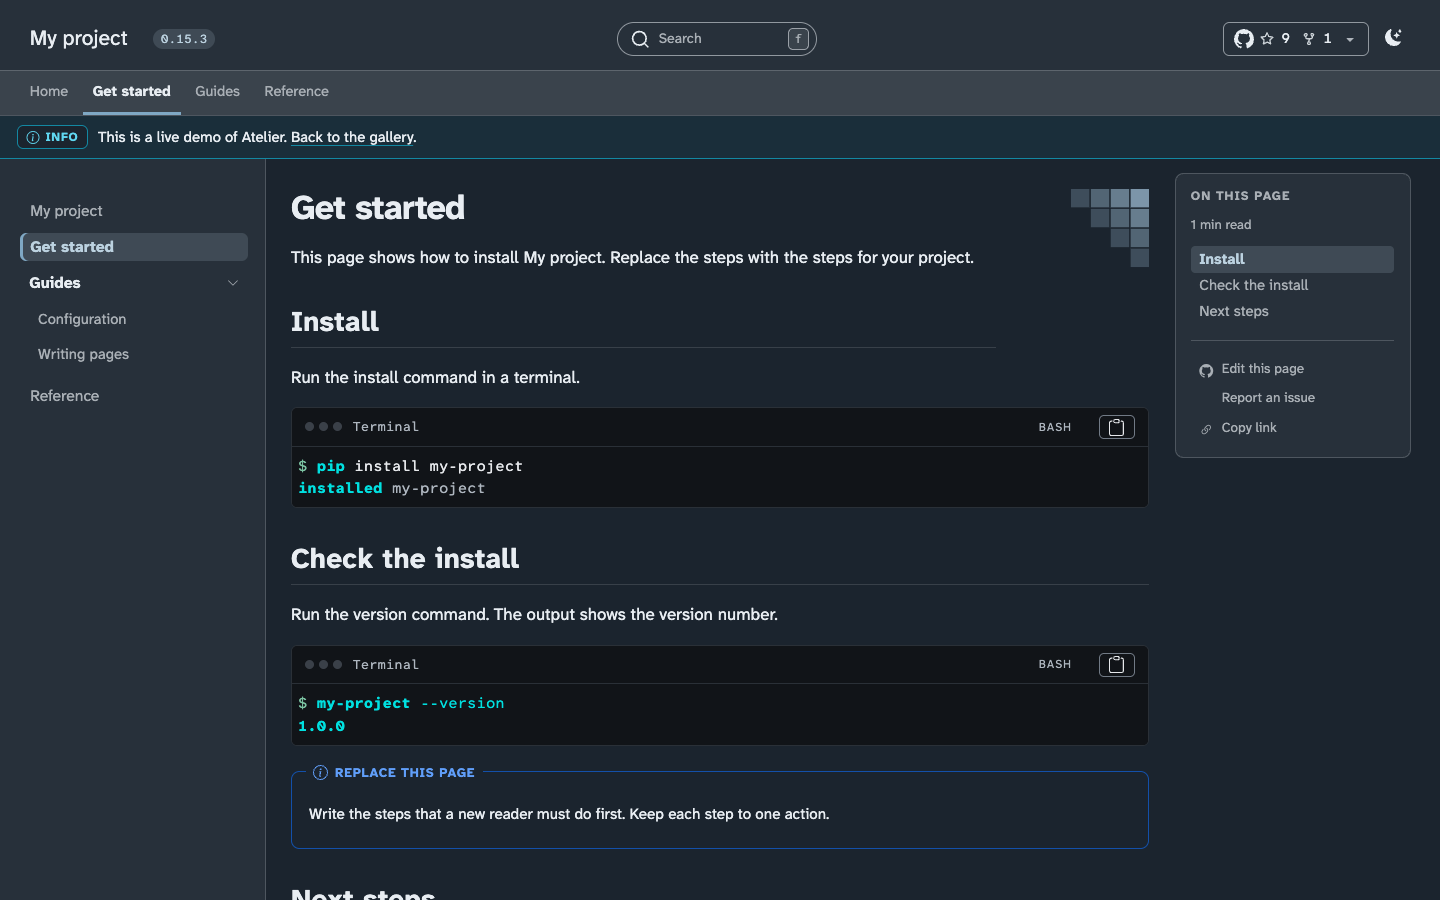 My project
0.15.3
Search
f
9
1
Home
Get started
Guides
Reference
INFO
This is a live demo of Atelier. Back to the gallery.
My project
Get started
Guides
Configuration
Writing pages
Reference
Get started
This page shows how to install My project. Replace the steps with the steps for your project.
Install
Run the install command in a terminal.
Terminal
BASH
$ pip install my-project
installed my-project
Check the install
Run the version command. The output shows the version number.
Terminal
BASH
$ my-project --version
1.0.0
REPLACE THIS PAGE
Write the steps that a new reader must do first. Keep each step to one action.
Next steps
ON THIS PAGE
1 min read
Install
Check the install
Next steps
Edit this page
Report an issue
Copy link